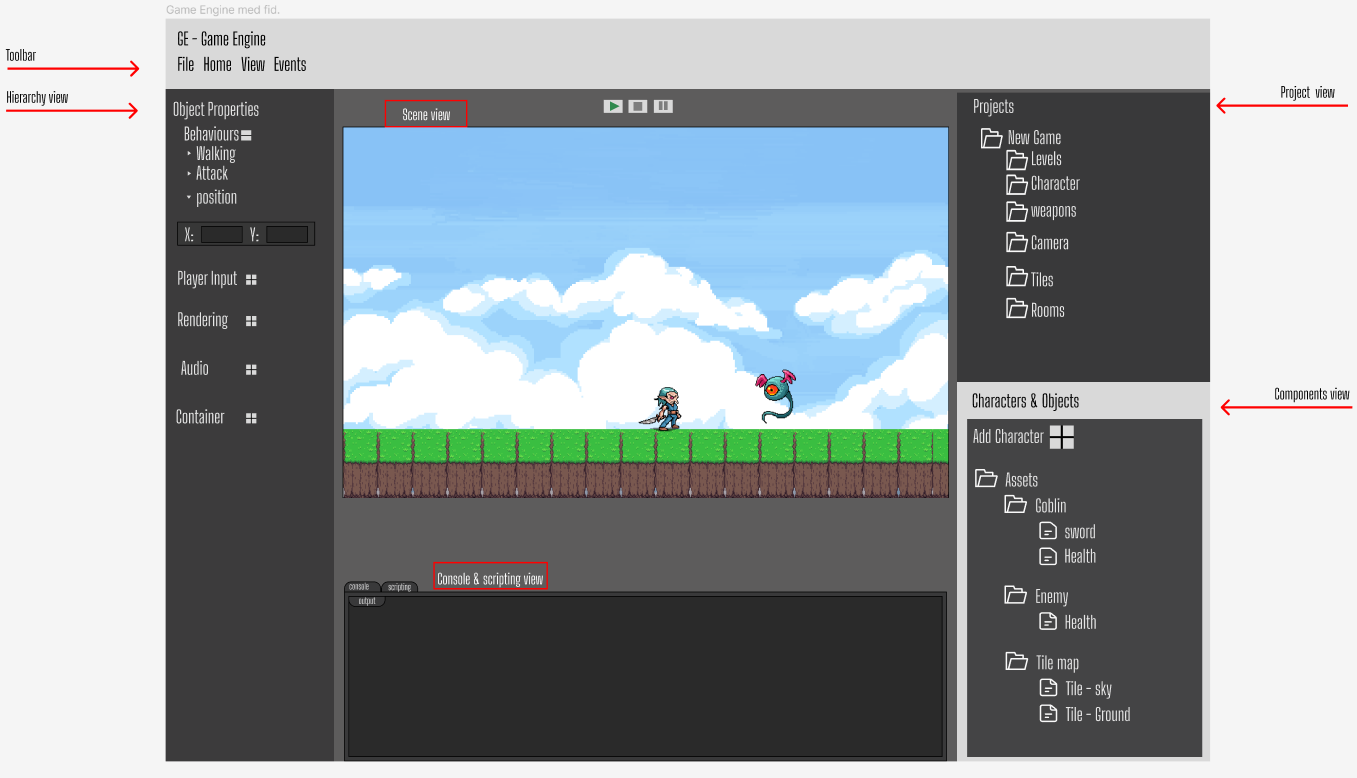 Game Engine med fid.
GE - Game Engine
File Home View Events
Toolbar
Hierarchy view
Object Properties
Behaviours
Walking
Attack
position
X: Y:
Player Input
Rendering
Audio
Container
Scene view
Console & scripting view
console scripting
output
Project view
Projects
New Game
Levels
Character
weapons
Camera
Tiles
Rooms
Components view
Characters & Objects
Add Character
Assets
Goblin
sword
Health
Enemy
Health
Tile map
Tile - sky
Tile - Ground